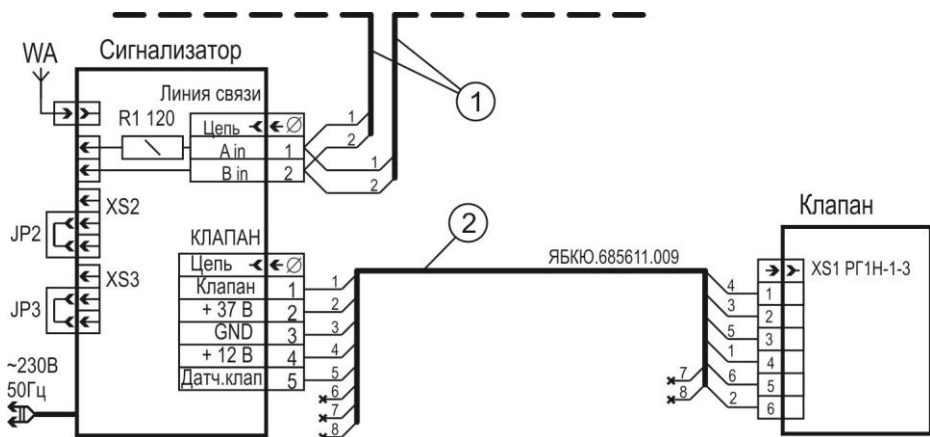 WA
Сигнализатор
Линия связи
R1 120
Цепь
A in 1
B in 2
1
2
1
2
1
XS2
JP2
XS3
JP3
~230В
50Гц
КЛАПАН
Цепь
Клапан 1
+ 37 В 2
GND 3
+ 12 В 4
Датч.клап 5
1
2
3
4
5
6
7
8
2
ЯБКЮ.685611.009
Клапан
XS1 РГ1Н-1-3
4 1
3 2
5 3
1 4
6 5
2 6
7
8